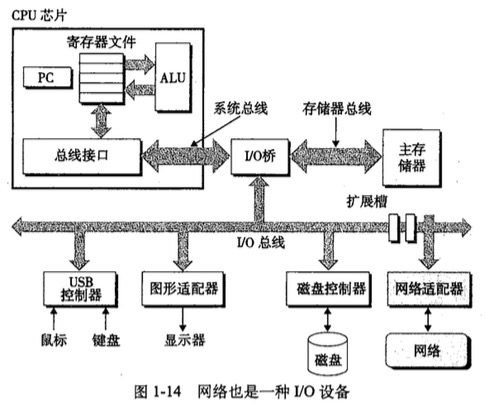 CPU 芯片
寄存器文件
PC
ALU
系统总线
存储器总线
总线接口
I/O桥
主存
储器
扩展槽
I/O 总线
USB
控制器
图形适配器
磁盘控制器
网络适配器
鼠标
键盘
显示器
磁盘
网络
图 1-14 网络也是一种 I/O 设备